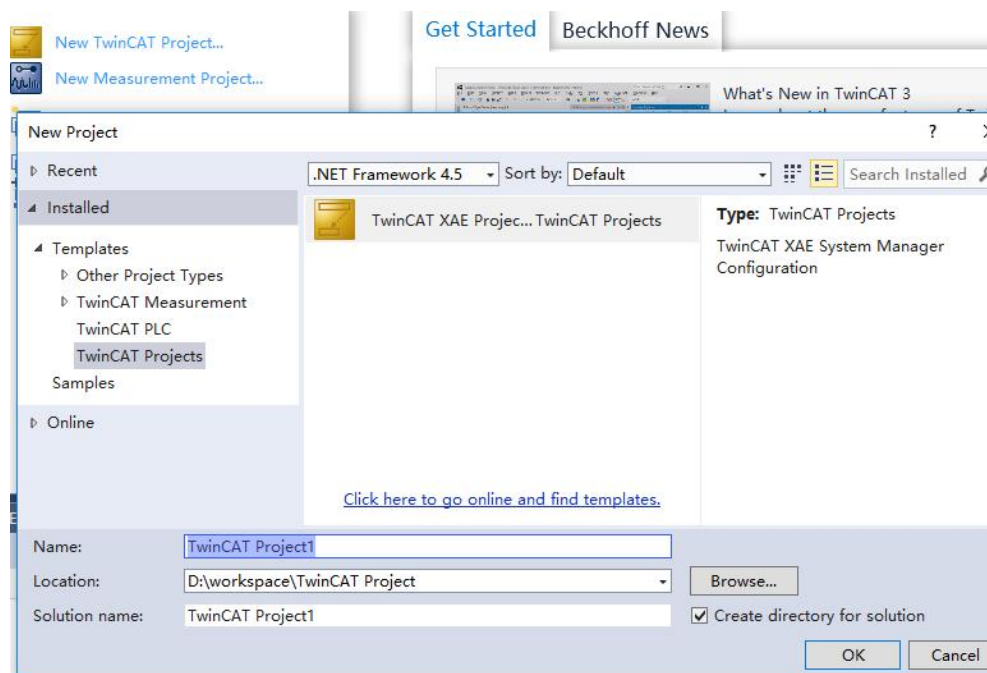 New TwinCAT Project...
New Measurement Project...
Get Started Beckhoff News
What's New in TwinCAT 3
New Project ?
Recent
.NET Framework 4.5 Sort by: Default Search Installed
Installed
TwinCAT XAE Projec... TwinCAT Projects
Type: TwinCAT Projects
TwinCAT XAE System Manager
Configuration
Templates
Other Project Types
TwinCAT Measurement
TwinCAT PLC
TwinCAT Projects
Samples
Online
Click here to go online and find templates.
Name: TwinCAT Project1
Location: D:\workspace\TwinCAT Project Browse...
Solution name: TwinCAT Project1 Create directory for solution
OK Cancel